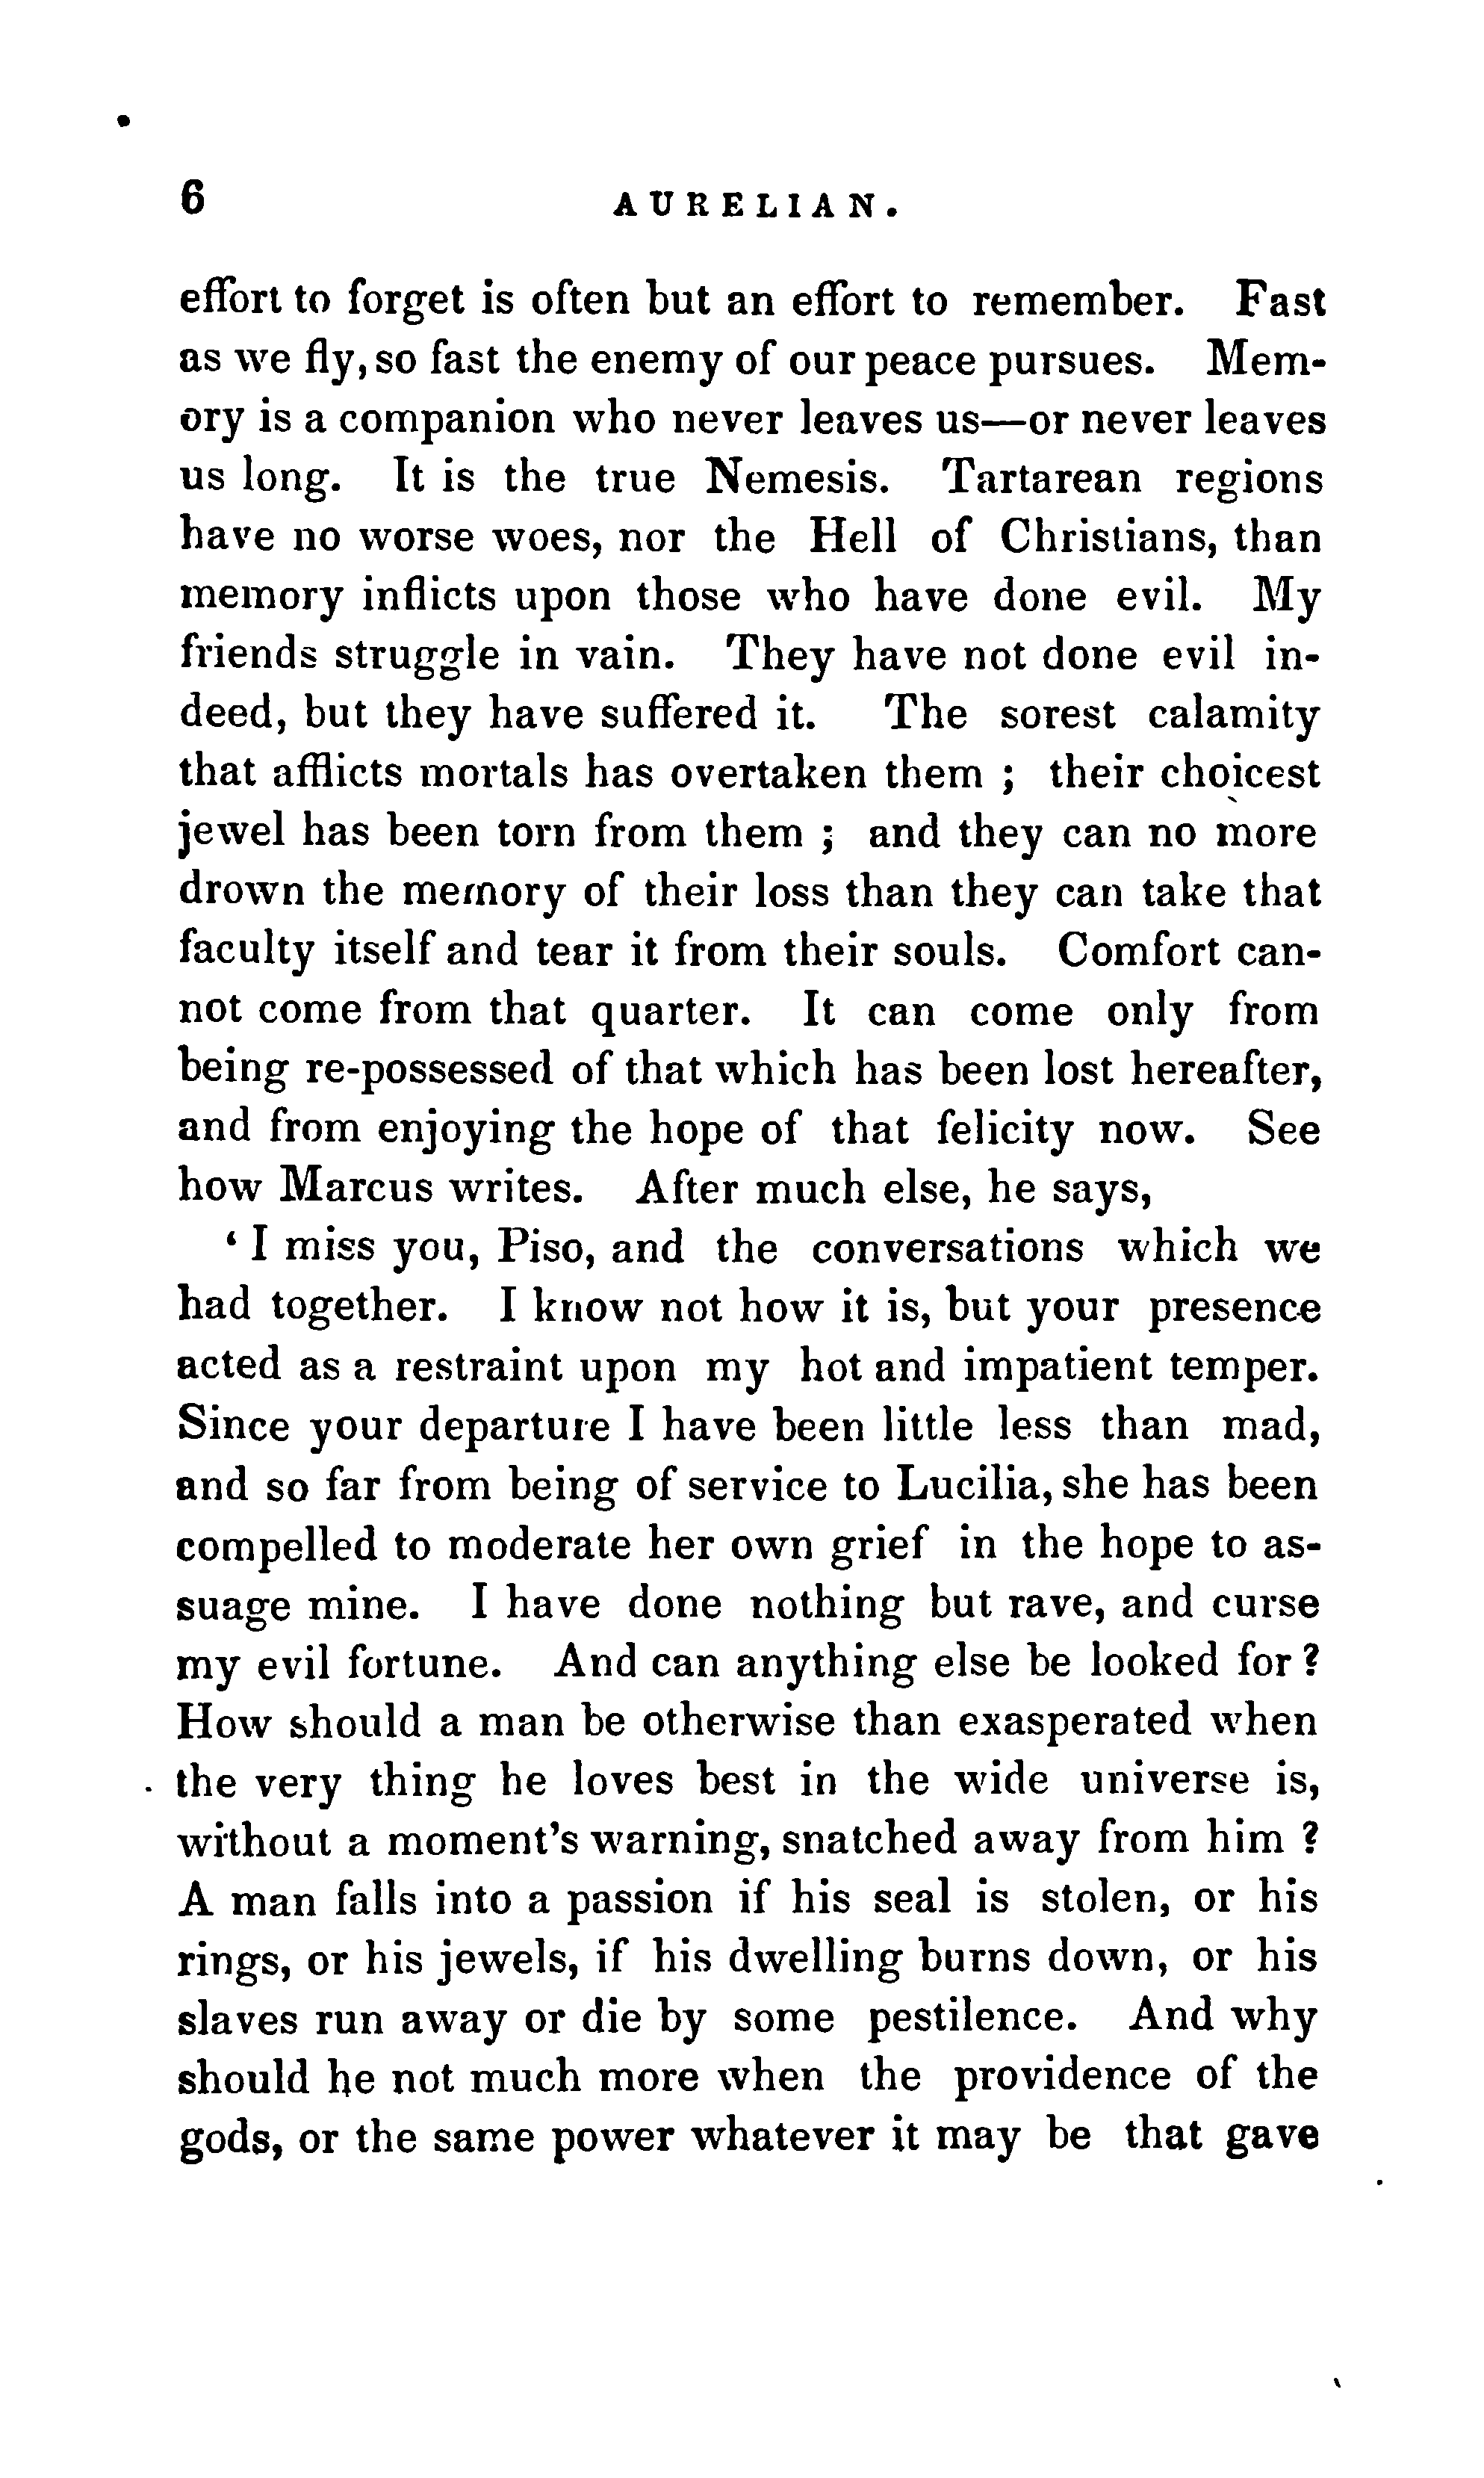 6 AURELIAN.
effort to forget is often but an effort to remember. Fast
as we fly, so fast the enemy of our peace pursues. Mem-
ory is a companion who never leaves us—or never leaves
us long. It is the true Nemesis. Tartarean regions
have no worse woes, nor the Hell of Christians, than
memory inflicts upon those who have done evil. My
friends struggle in vain. They have not done evil in-
deed, but they have suffered it. The sorest calamity
that afflicts mortals has overtaken them ; their choicest
jewel has been torn from them ; and they can no more
drown the memory of their loss than they can take that
faculty itself and tear it from their souls. Comfort can-
not come from that quarter. It can come only from
being re-possessed of that which has been lost hereafter,
and from enjoying the hope of that felicity now. See
how Marcus writes. After much else, he says,
‘ I miss you, Piso, and the conversations which we
had together. I know not how it is, but your presence
acted as a restraint upon my hot and impatient temper.
Since your departure I have been little less than mad,
and so far from being of service to Lucilia, she has been
compelled to moderate her own grief in the hope to as-
suage mine. I have done nothing but rave, and curse
my evil fortune. And can anything else be looked for ?
How should a man be otherwise than exasperated when
the very thing he loves best in the wide universe is,
without a moment's warning, snatched away from him ?
A man falls into a passion if his seal is stolen, or his
rings, or his jewels, if his dwelling burns down, or his
slaves run away or die by some pestilence. And why
should he not much more when the providence of the
gods, or the same power whatever it may be that gave